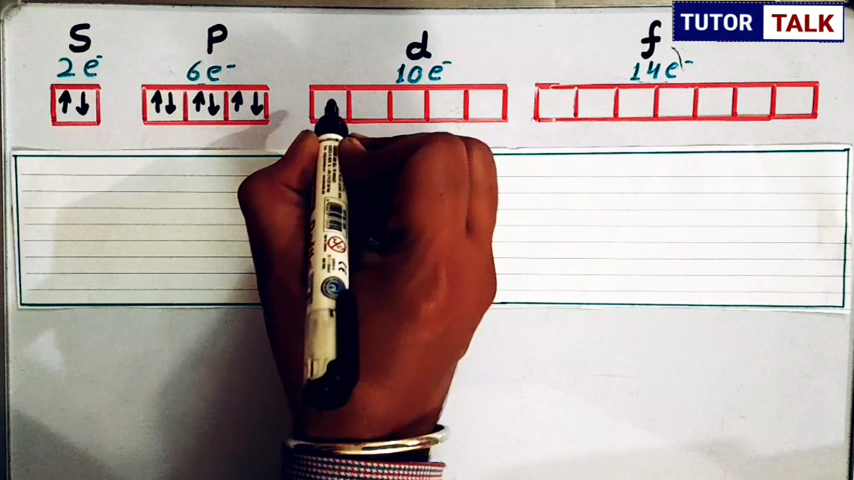 TUTOR TALK
S P d f
2e⁻ 6e⁻ 10e⁻ 14e⁻
↑↓ ↑↓ ↑↓ ↑↓